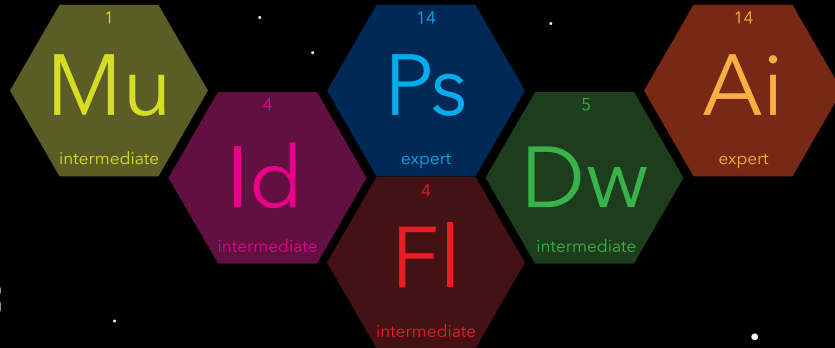 1
Mu
intermediate
4
Id
intermediate
14
Ps
expert
4
Fl
intermediate
5
Dw
intermediate
14
Ai
expert